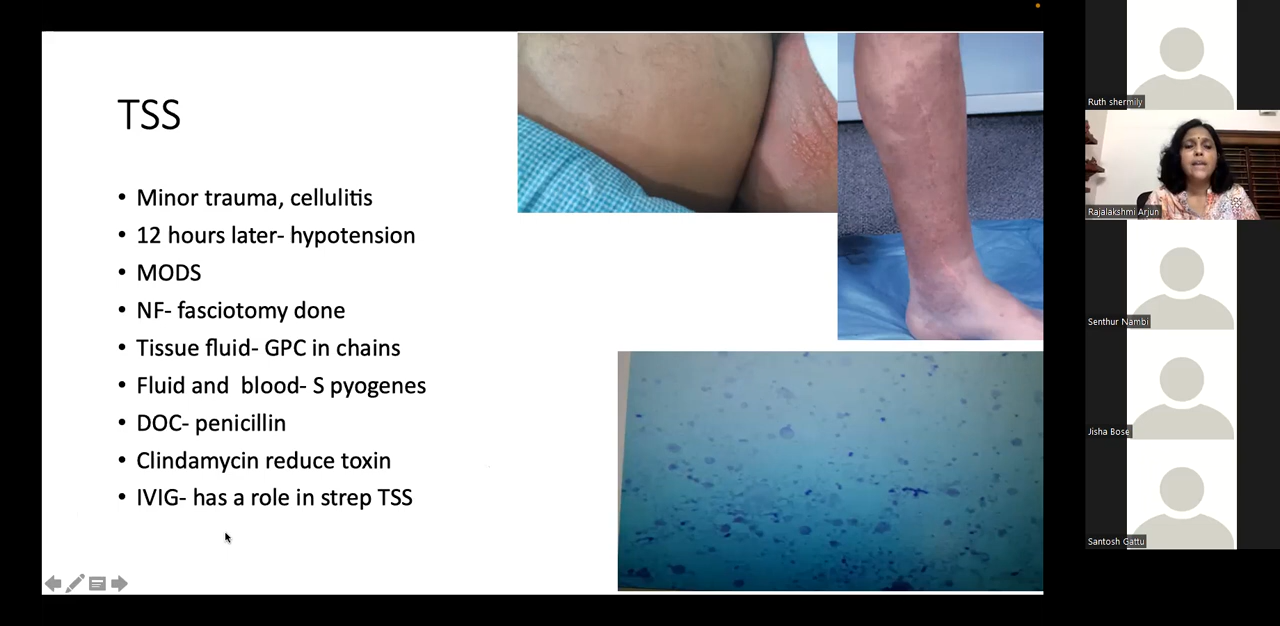 TSS
• Minor trauma, cellulitis
• 12 hours later- hypotension
• MODS
• NF- fasciotomy done
• Tissue fluid- GPC in chains
• Fluid and  blood- S pyogenes
• DOC- penicillin
• Clindamycin reduce toxin
• IVIG- has a role in strep TSS
Ruth shermily
Rajalakshmi Arjun
Senthur Nambi
Jisha Bose
Santosh Gattu